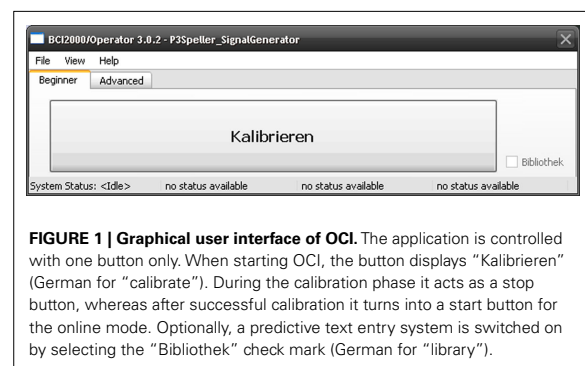 BCI2000/Operator 3.0.2 - P3Speller_SignalGenerator
File View Help
Beginner Advanced
Kalibrieren
Bibliothek
System Status: <Idle> no status available no status available no status available
FIGURE 1 | Graphical user interface of OCI. The application is controlled
with one button only. When starting OCI, the button displays “Kalibrieren”
(German for “calibrate”). During the calibration phase it acts as a stop
button, whereas after successful calibration it turns into a start button for
the online mode. Optionally, a predictive text entry system is switched on
by selecting the “Bibliothek” check mark (German for “library”).